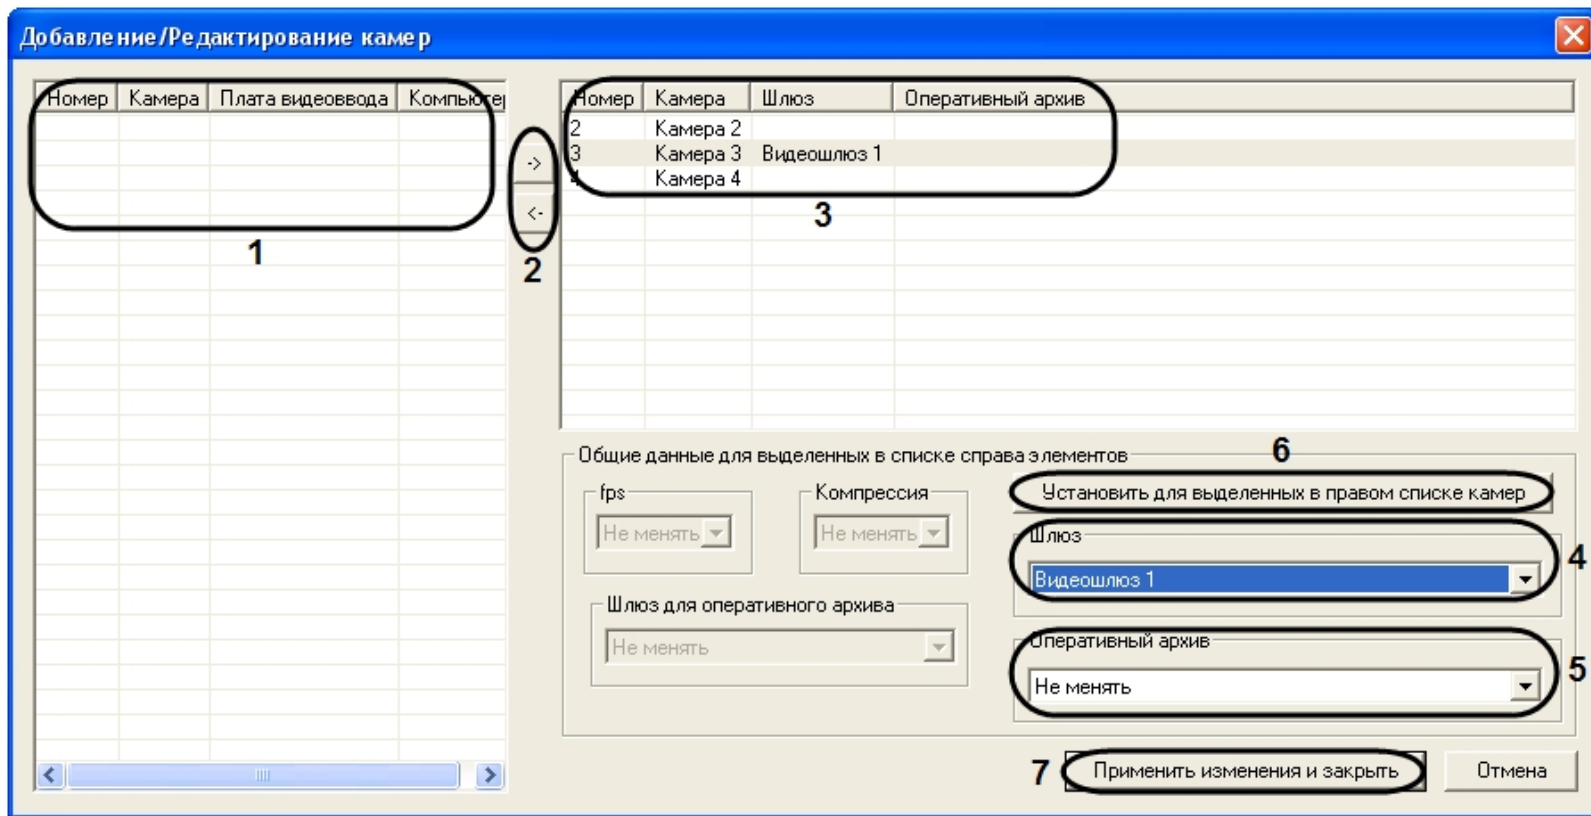 Добавление/Редактирование камер
Номер Камера Плата видеоввода Компьютер
1
->
<-
2
Номер Камера Шлюз Оперативный архив
2 Камера 2
3 Камера 3 Видеошлюз 1
4 Камера 4
3
Общие данные для выделенных в списке справа элементов
6
fps
Не менять
Компрессия
Не менять
Установить для выделенных в правом списке камер
Шлюз
Видеошлюз 1
4
Шлюз для оперативного архива
Не менять
Оперативный архив
Не менять
5
7 Применить изменения и закрыть Отмена